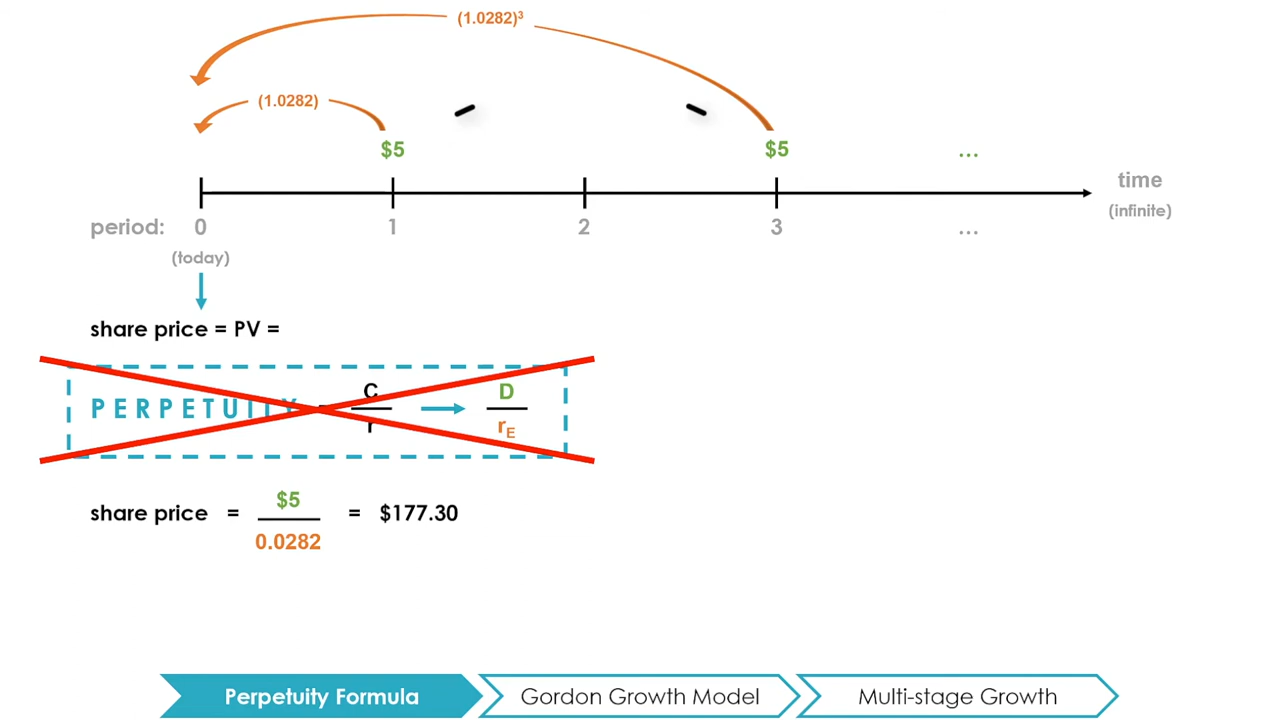 (1.0282)³
(1.0282)
$5 $5 ...
time
(infinite)
period: 0 1 2 3 ...
(today)
share price = PV =
PERPETUITY = C / r → D / rE
share price = $5 / 0.0282 = $177.30
Perpetuity Formula Gordon Growth Model Multi-stage Growth